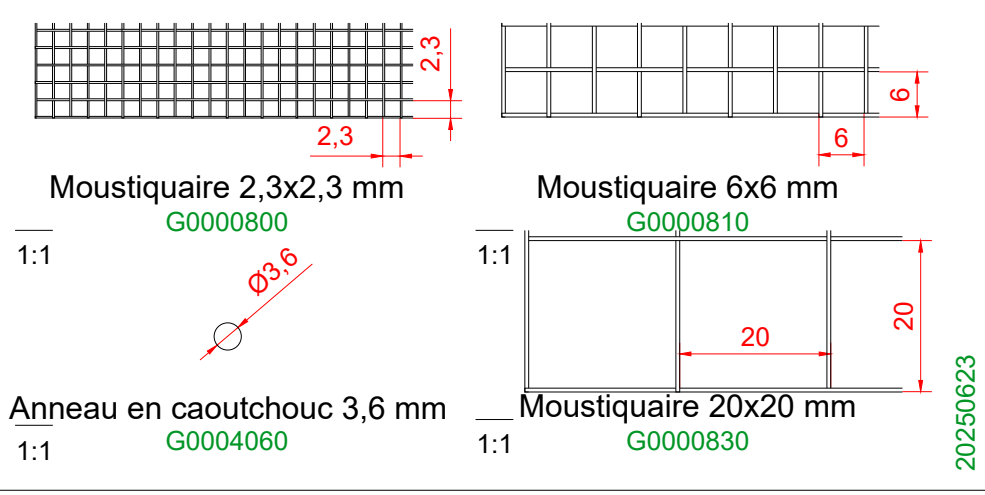 2,3
2,3
Moustiquaire 2,3x2,3 mm
G0000800
1:1
6
6
Moustiquaire 6x6 mm
G0000810
1:1
Ø3,6
Anneau en caoutchouc 3,6 mm
G0004060
1:1
20
20
Moustiquaire 20x20 mm
G0000830
1:1
20250623